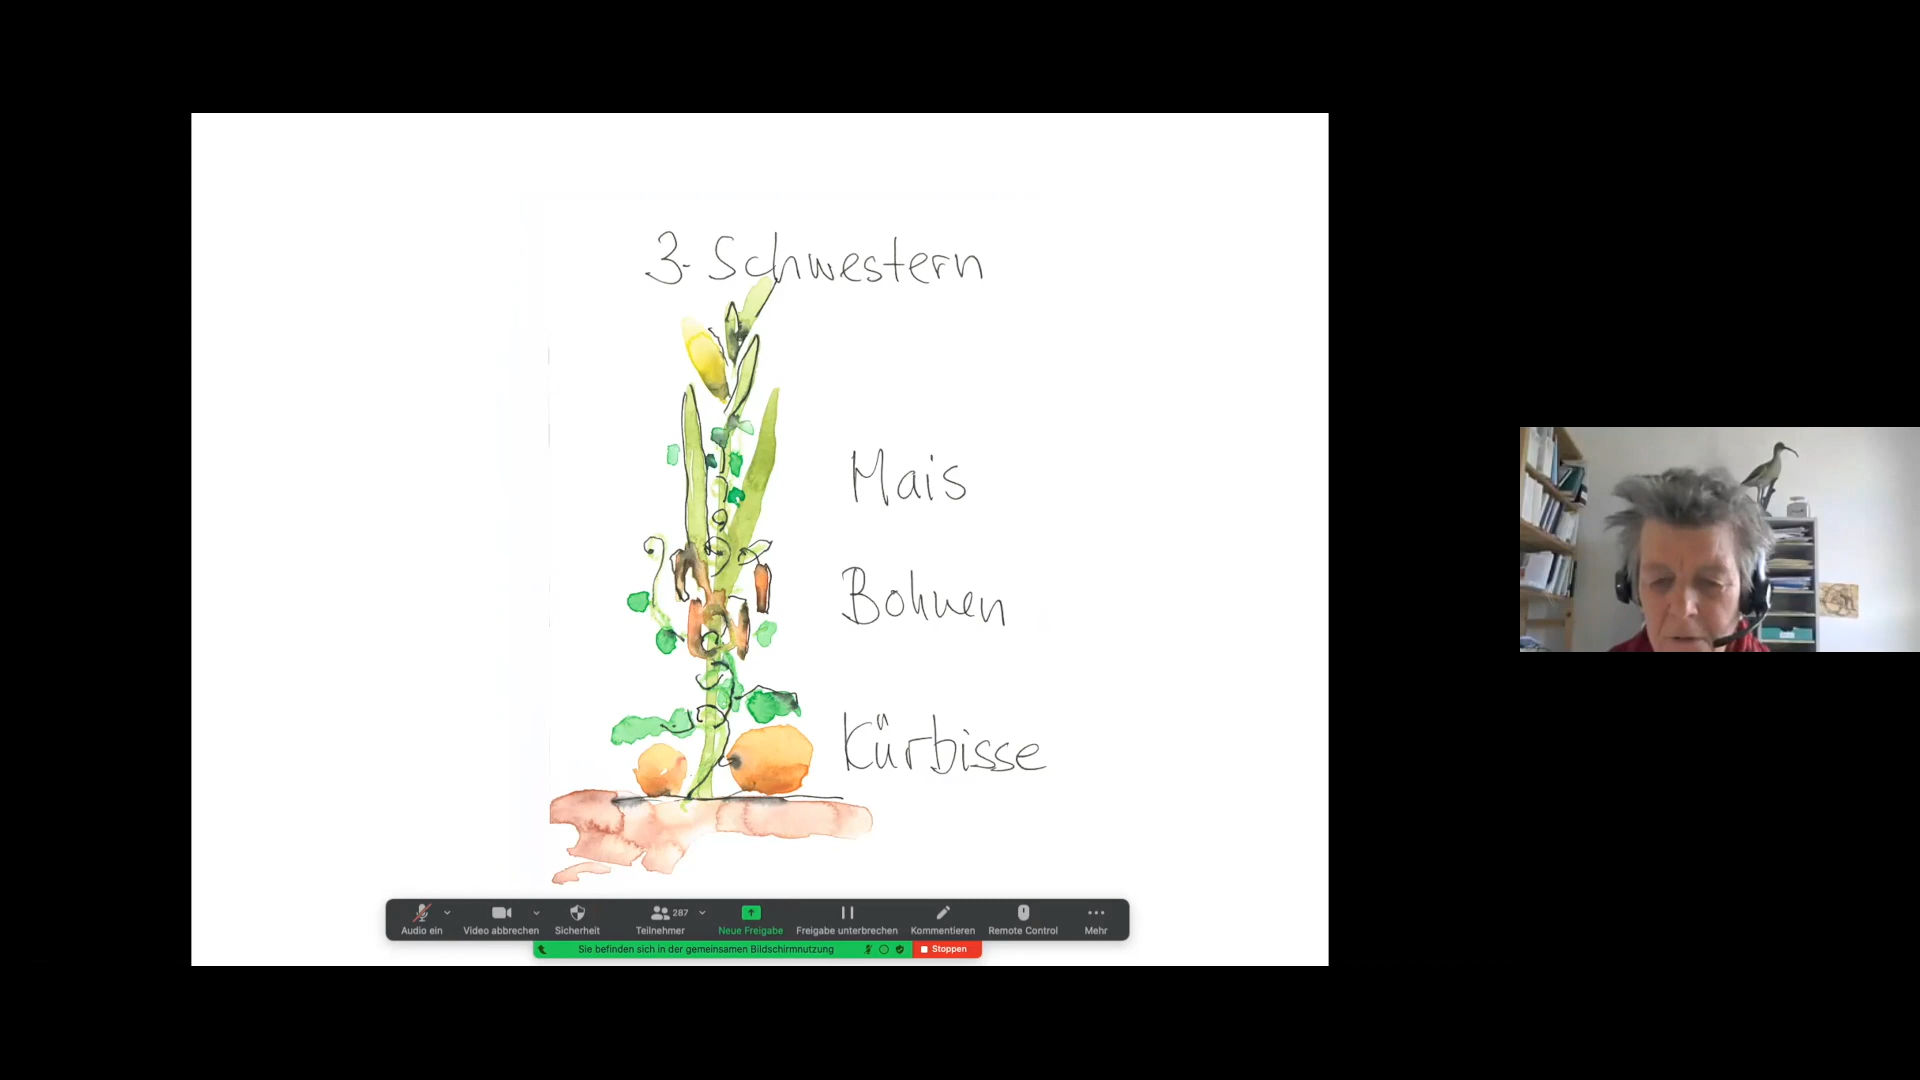 3-Schwestern
Mais
Bohnen
Kürbisse
287
Audio ein Video abbrechen Sicherheit Teilnehmer Neue Freigabe Freigabe unterbrechen Kommentieren Remote Control Mehr
Sie befinden sich in der gemeinsamen Bildschirmnutzung Stoppen